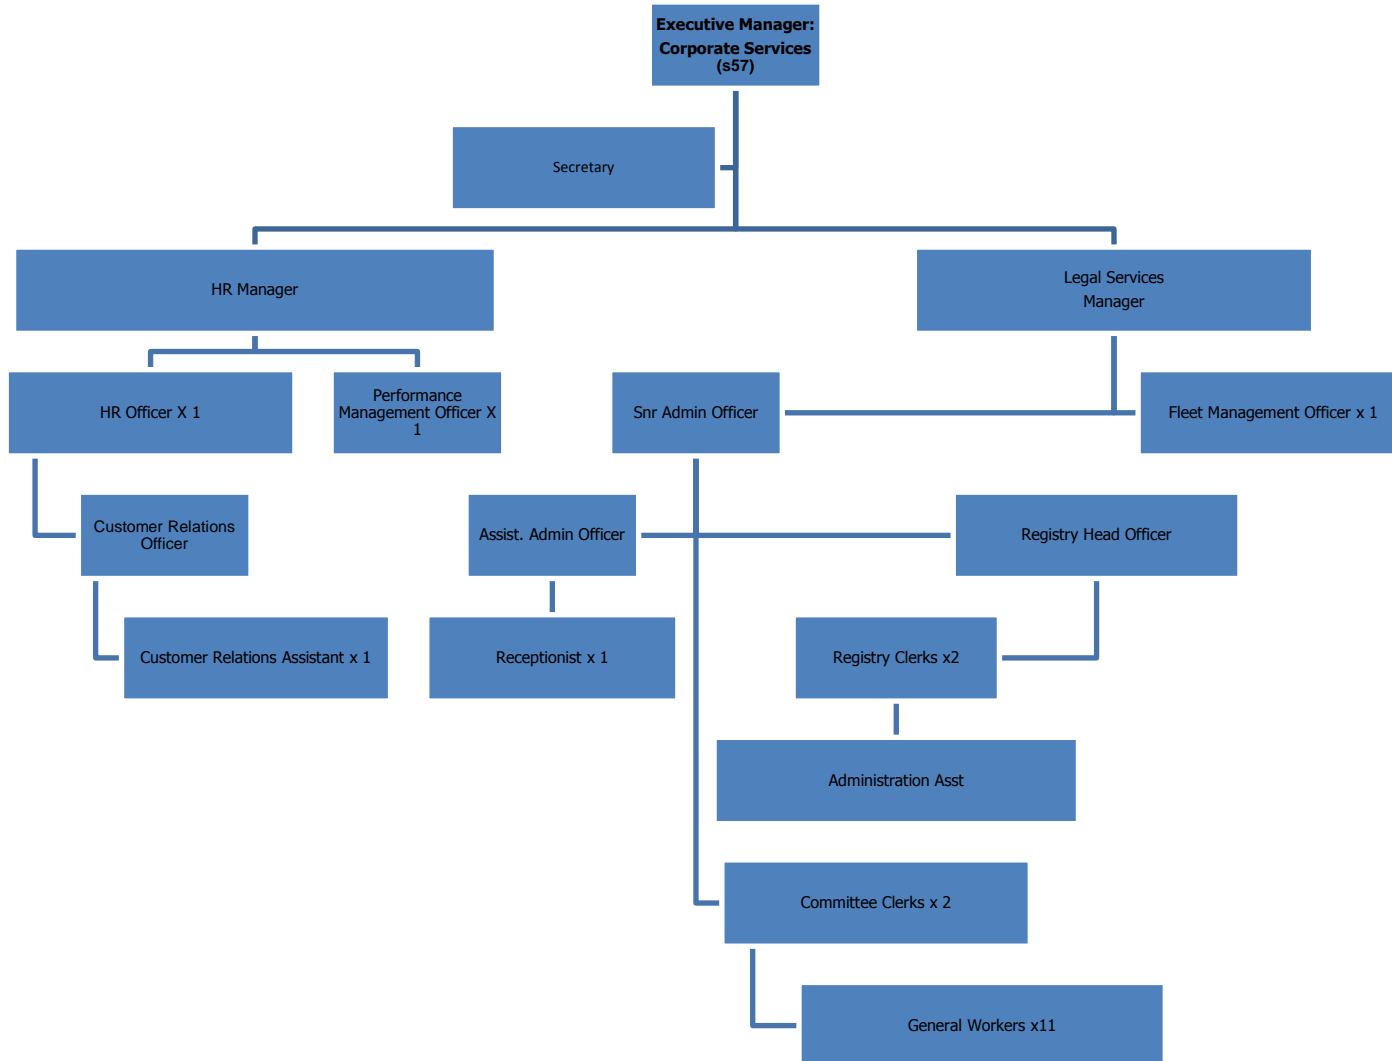 Executive Manager:
Corporate Services
(s57)
Secretary
HR Manager
Legal Services
Manager
HR Officer X 1
Performance
Management Officer X
1
Snr Admin Officer
Fleet Management Officer x 1
Customer Relations
Officer
Assist. Admin Officer
Registry Head Officer
Customer Relations Assistant x 1
Receptionist x 1
Registry Clerks x2
Administration Asst
Committee Clerks x 2
General Workers x11